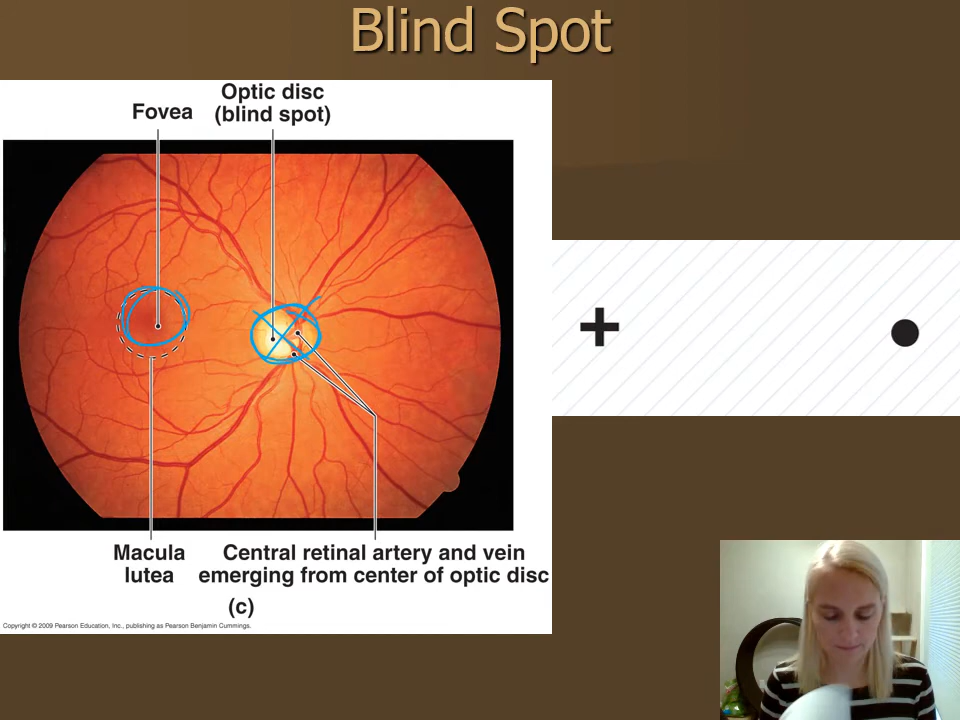 Blind Spot
Optic disc
Fovea (blind spot)
Macula
lutea
Central retinal artery and vein
emerging from center of optic disc
(c)
Copyright © 2009 Pearson Education, Inc., publishing as Pearson Benjamin Cummings.